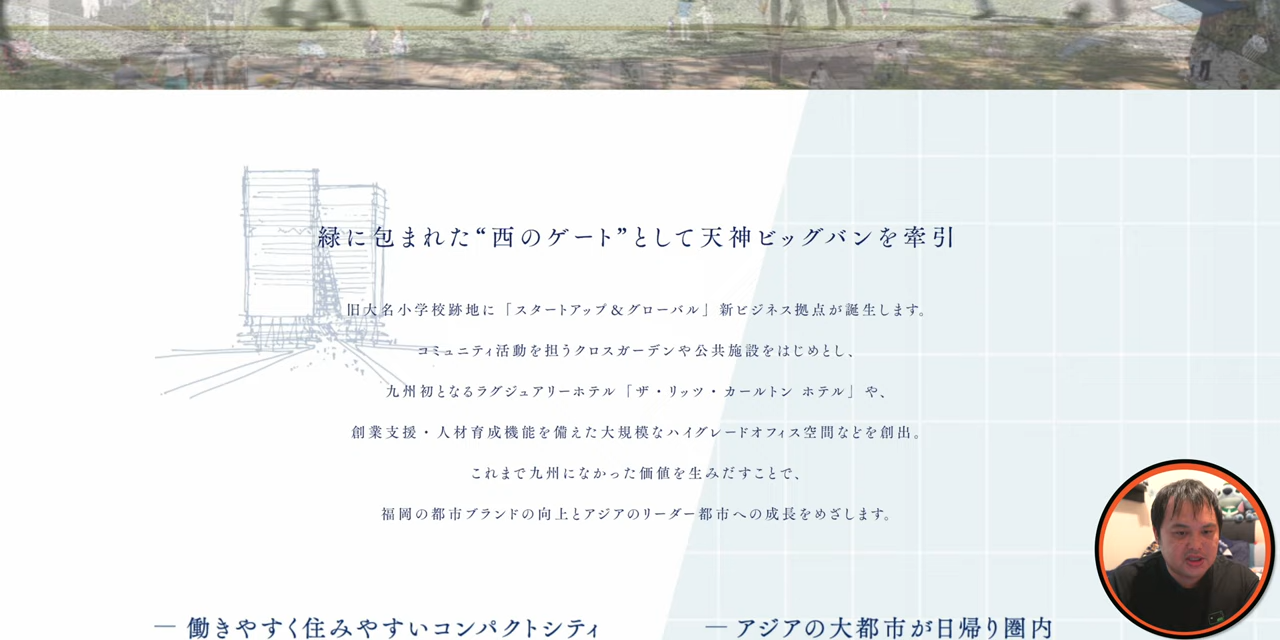 緑に包まれた“西のゲート”として天神ビッグバンを牽引
旧大名小学校跡地に「スタートアップ＆グローバル」新ビジネス拠点が誕生します。
コミュニティ活動を担うクロスガーデンや公共施設をはじめとし、
九州初となるラグジュアリーホテル「ザ・リッツ・カールトン ホテル」や、
創業支援・人材育成機能を備えた大規模なハイグレードオフィス空間などを創出。
これまで九州になかった価値を生みだすことで、
福岡の都市ブランドの向上とアジアのリーダー都市への成長をめざします。
― 働きやすく住みやすいコンパクトシティ
― アジアの大都市が日帰り圏内